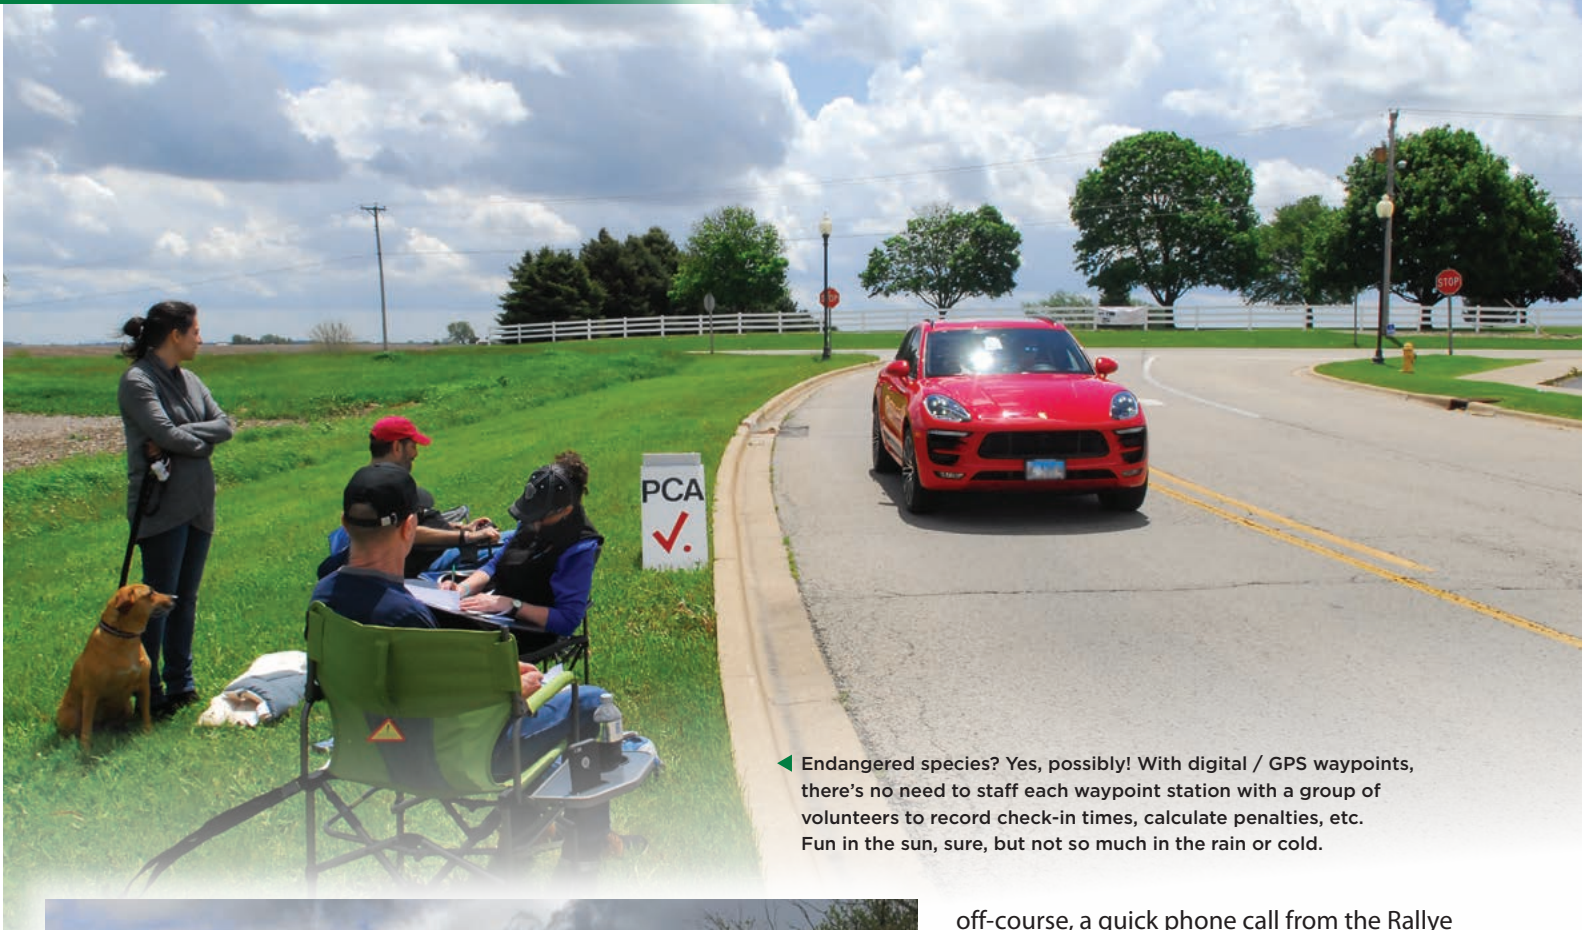 STOP
STOP
PCA
Endangered species? Yes, possibly! With digital / GPS waypoints,
there’s no need to staff each waypoint station with a group of
volunteers to record check-in times, calculate penalties, etc.
Fun in the sun, sure, but not so much in the rain or cold.
off-course, a quick phone call from the Rallye